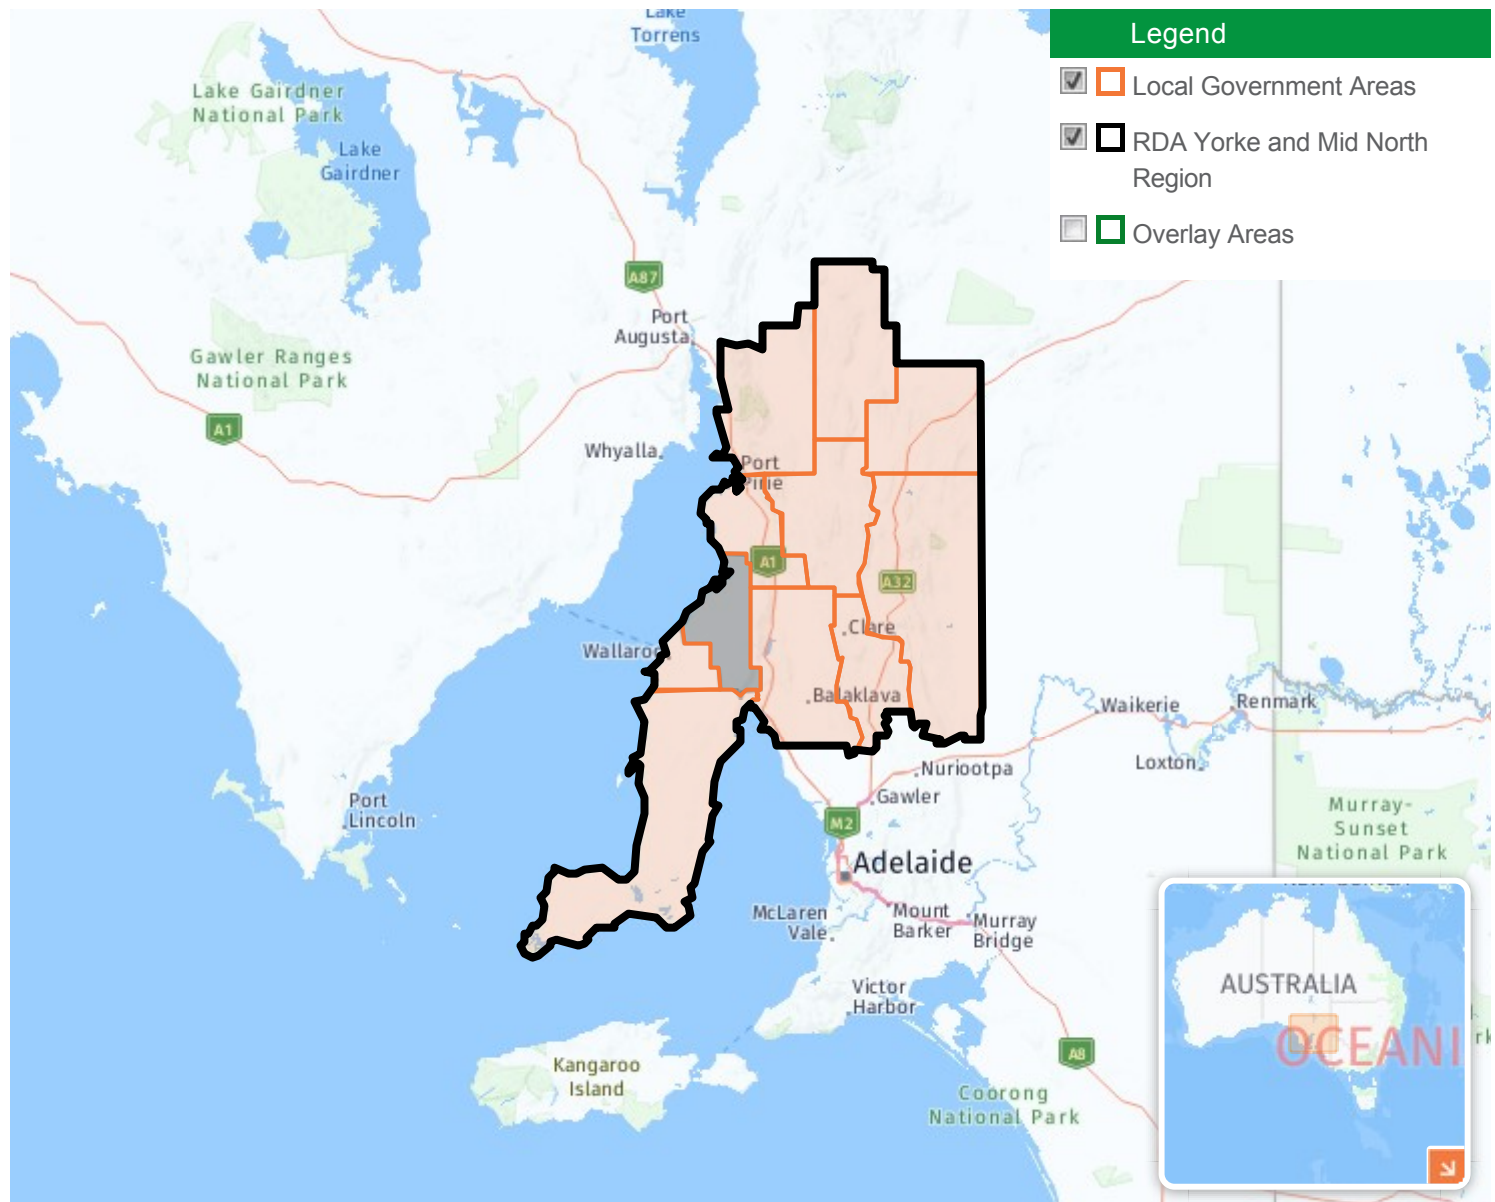 Legend
Local Government Areas
RDA Yorke and Mid North
Region
Overlay Areas
Lake
Torrens
Lake Gairdner
National Park
Lake
Gairdner
A87
Port
Augusta
Gawler Ranges
National Park
A1
Whyalla
Port
Pirie
A1
A32
Clare
Wallaroo
Balaklava
Waikerie
Renmark
Loxton
Nuriootpa
Gawler
Port
Lincoln
M2
Murray-
Sunset
National Park
Adelaide
McLaren
Vale
Mount
Barker
Murray
Bridge
Victor
Harbor
AUSTRALIA
OCEANI
A8
Kangaroo
Island
Coorong
National Park